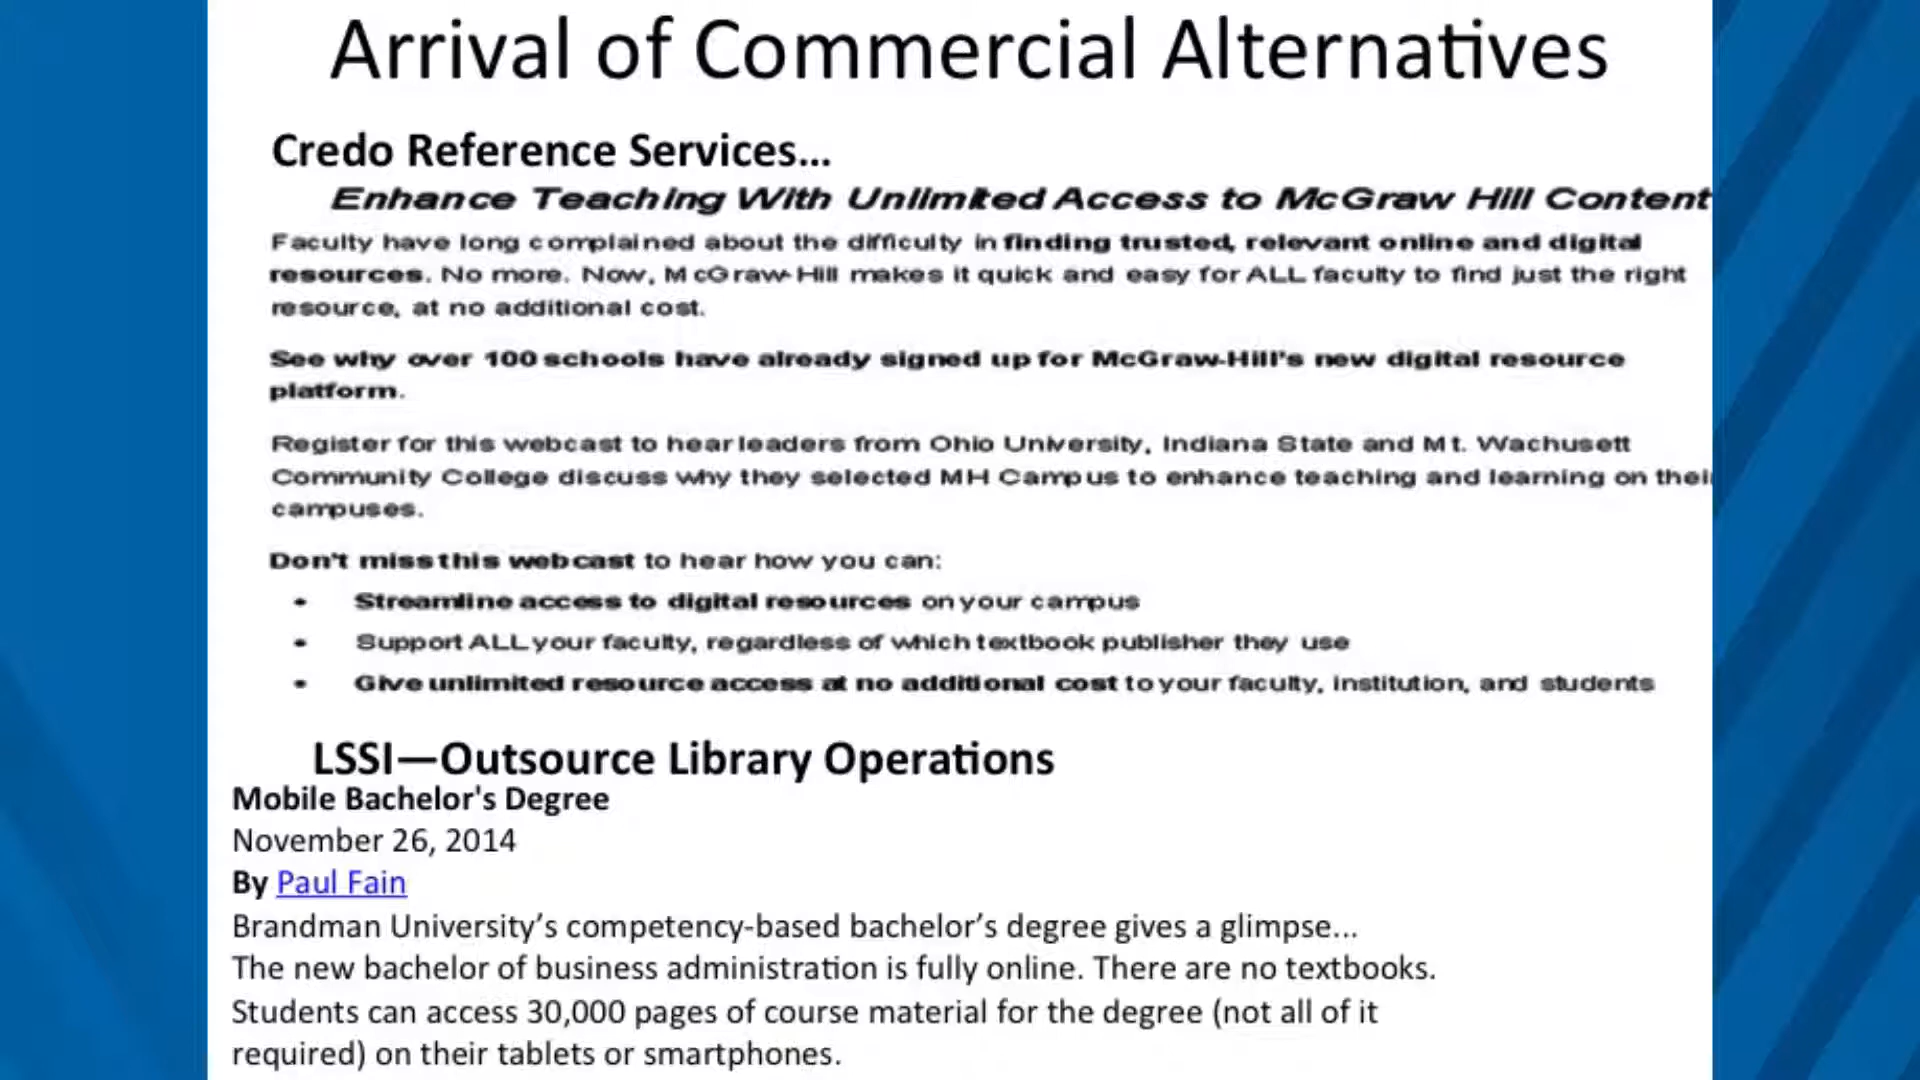 Arrival of Commercial Alternatives
Credo Reference Services...
Enhance Teaching With Unlimited Access to McGraw Hill Content
Faculty have long complained about the difficulty in finding trusted, relevant online and digital
resources. No more. Now, McGraw-Hill makes it quick and easy for ALL faculty to find just the right
resource, at no additional cost.
See why over 100 schools have already signed up for McGraw-Hill's new digital resource
platform.
Register for this webcast to hear leaders from Ohio University, Indiana State and Mt. Wachusett
Community College discuss why they selected MH Campus to enhance teaching and learning on their
campuses.
Don't miss this webcast to hear how you can:
• Streamline access to digital resources on your campus
• Support ALL your faculty, regardless of which textbook publisher they use
• Give unlimited resource access at no additional cost to your faculty, institution, and students
LSSI—Outsource Library Operations
Mobile Bachelor's Degree
November 26, 2014
By Paul Fain
Brandman University’s competency-based bachelor’s degree gives a glimpse...
The new bachelor of business administration is fully online. There are no textbooks.
Students can access 30,000 pages of course material for the degree (not all of it
required) on their tablets or smartphones.